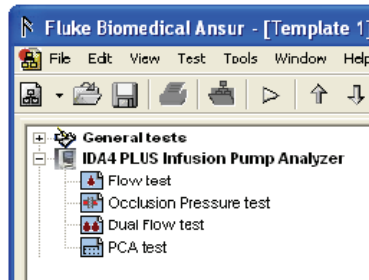 Fluke Biomedical Ansur - [Template 1]
File Edit View Test Tools Window Help
General tests
IDA4 PLUS Infusion Pump Analyzer
Flow test
Occlusion Pressure test
Dual Flow test
PCA test